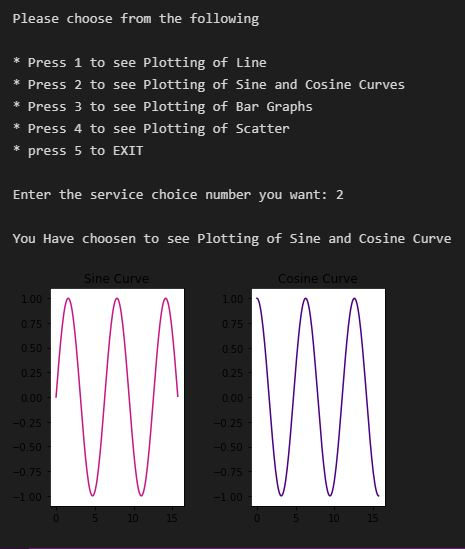 Please choose from the following
* Press 1 to see Plotting of Line
* Press 2 to see Plotting of Sine and Cosine Curves
* Press 3 to see Plotting of Bar Graphs
* Press 4 to see Plotting of Scatter
* press 5 to EXIT
Enter the service choice number you want: 2
You Have choosen to see Plotting of Sine and Cosine Curve
Sine Curve
1.00
0.75
0.50
0.25
0.00
−0.25
−0.50
−0.75
−1.00
0 5 10 15
Cosine Curve
1.00
0.75
0.50
0.25
0.00
−0.25
−0.50
−0.75
−1.00
0 5 10 15